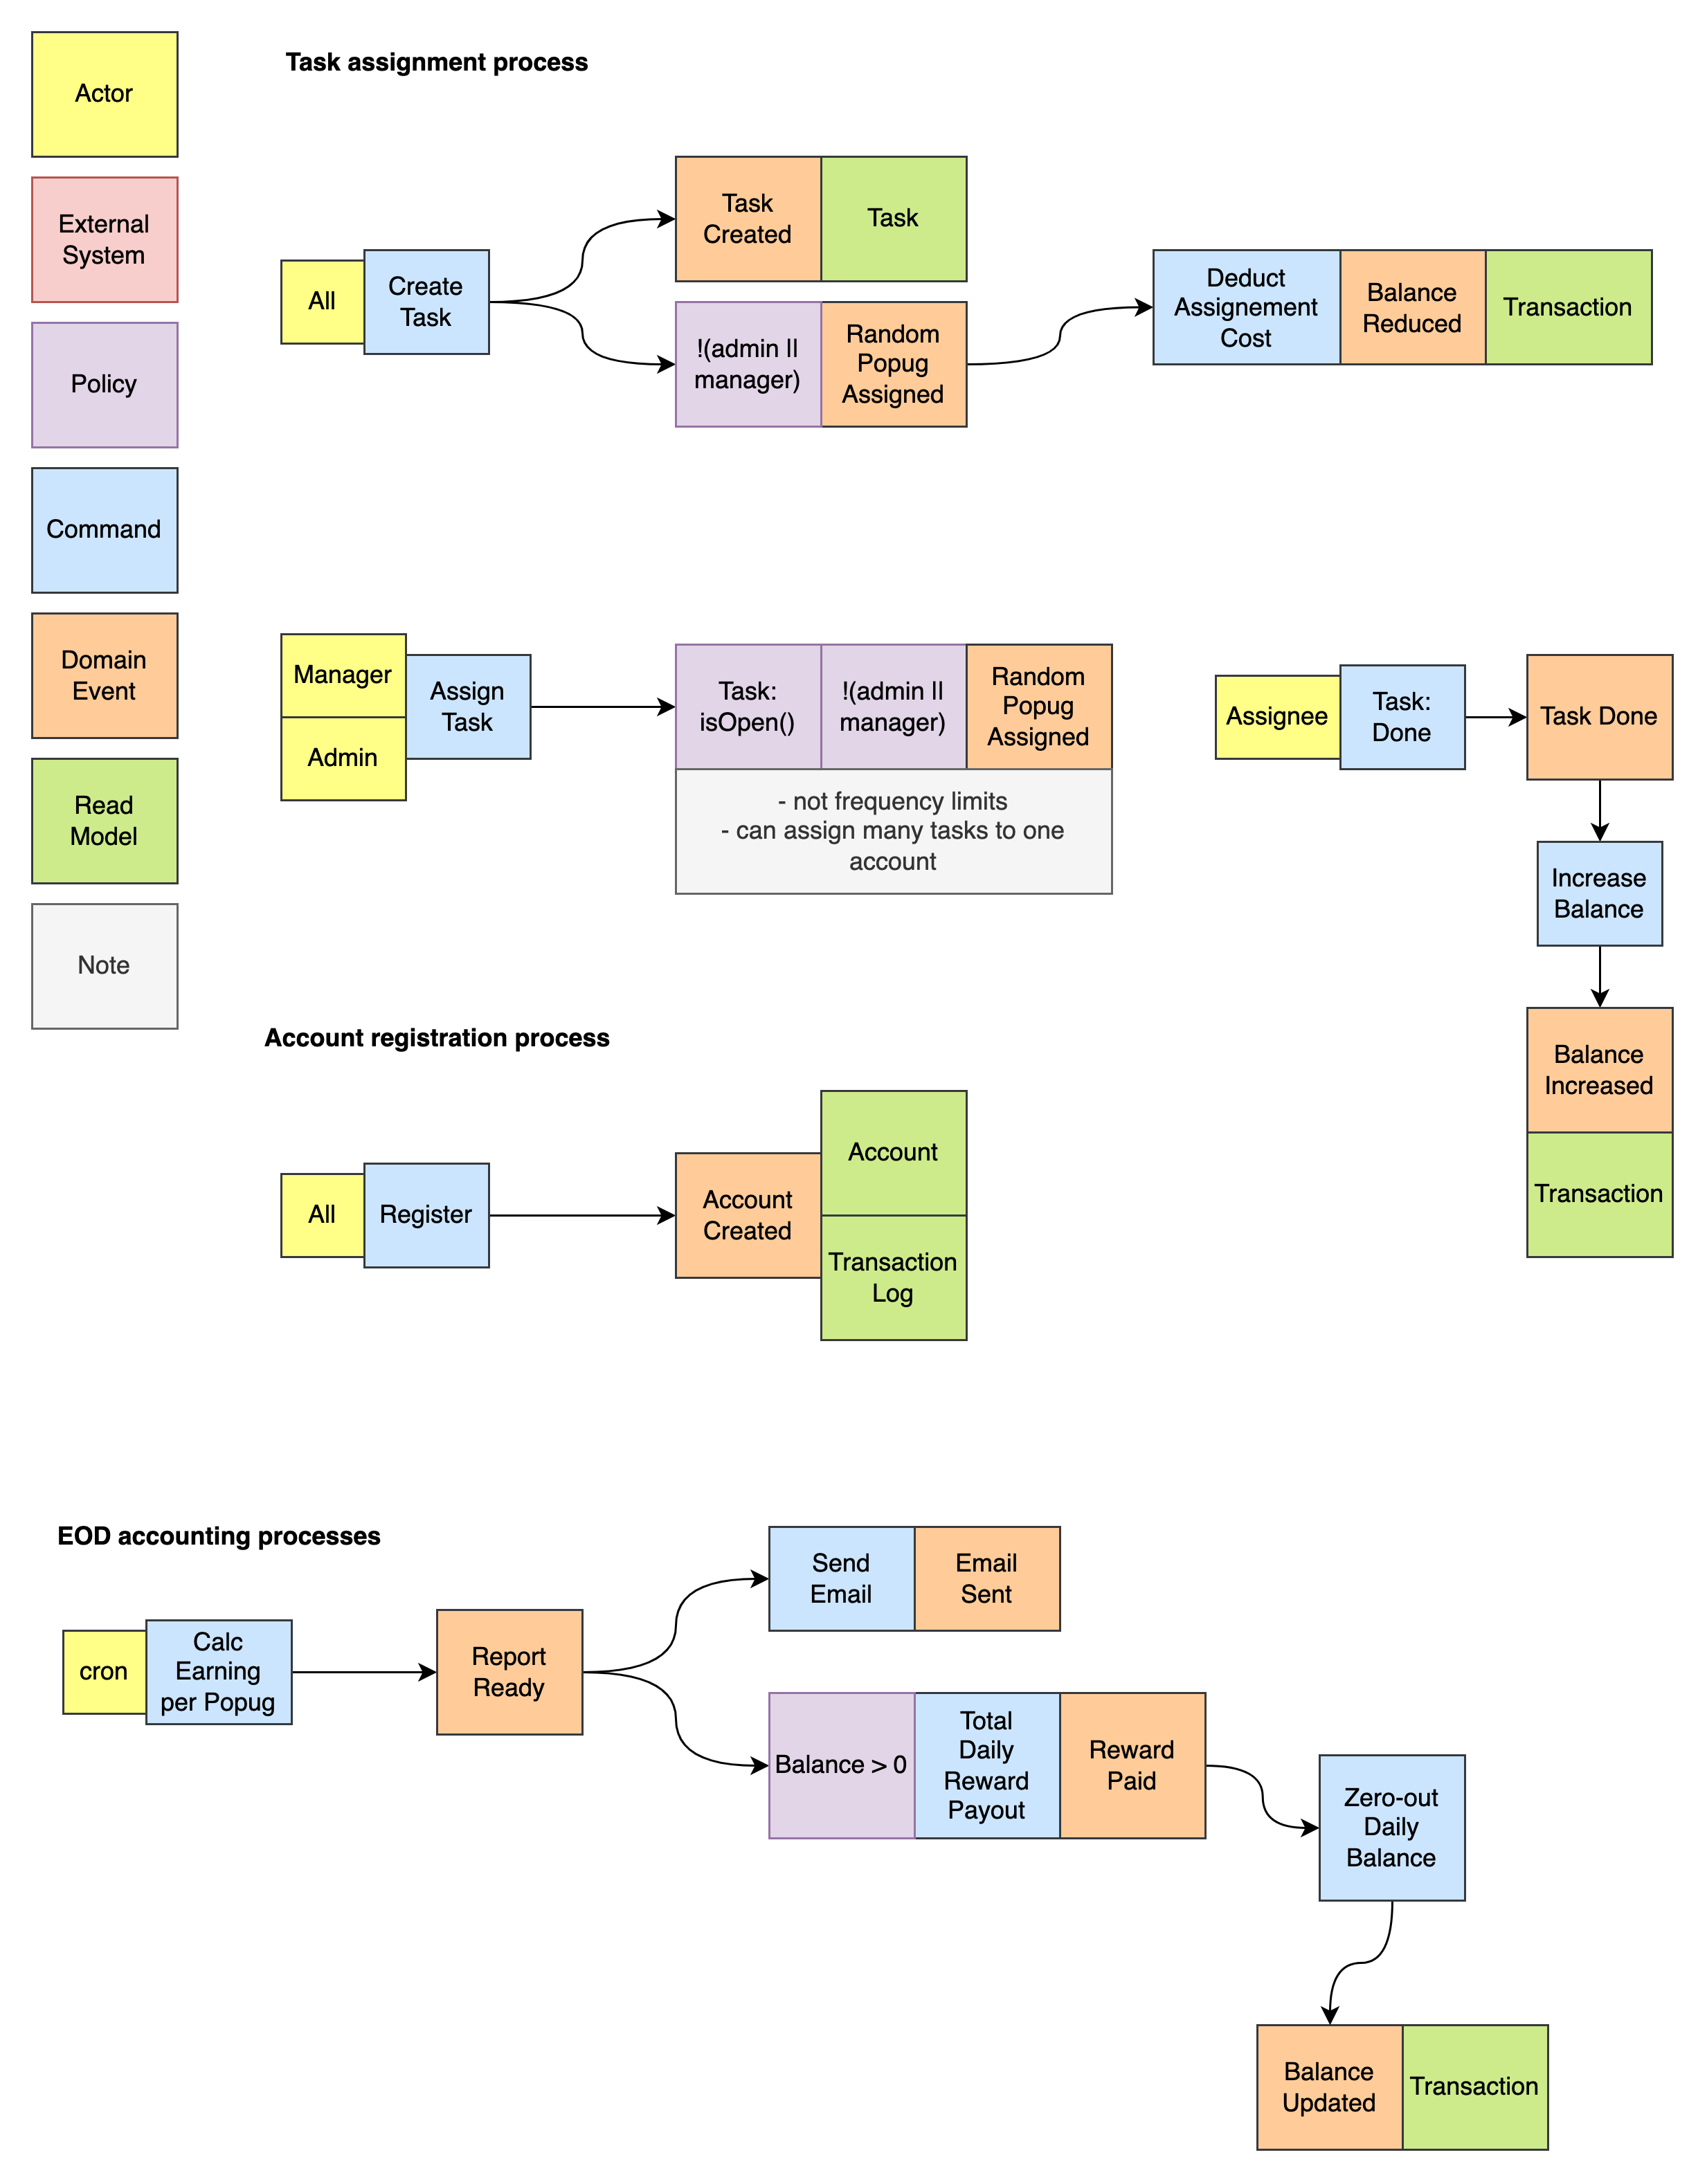 Actor
External
System
Policy
Command
Domain
Event
Read
Model
Note
Task assignment process
All
Create
Task
Task
Created
Task
!(admin ||
manager)
Random
Popug
Assigned
Deduct
Assignement
Cost
Balance
Reduced
Transaction
Manager
Admin
Assign
Task
Task:
isOpen()
!(admin ||
manager)
Random
Popug
Assigned
- not frequency limits
- can assign many tasks to one
account
Assignee
Task:
Done
Task Done
Increase
Balance
Balance
Increased
Transaction
Account registration process
All
Register
Account
Created
Account
Transaction
Log
EOD accounting processes
cron
Calc
Earning
per Popug
Report
Ready
Send
Email
Email
Sent
Balance > 0
Total
Daily
Reward
Payout
Reward
Paid
Zero-out
Daily
Balance
Balance
Updated
Transaction